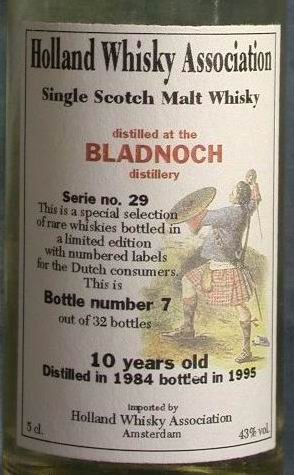 Holland Whisky Association
Single Scotch Malt Whisky
distilled at the
BLADNOCH
distillery
Serie no. 29
This is a special selection
of rare whiskies bottled in
a limited edition
with numbered labels
for the Dutch consumers.
This is
Bottle number 7
out of 32 bottles
10 years old
Distilled in 1984 bottled in 1995
imported by
Holland Whisky Association
5 cl. Amsterdam 43% vol.